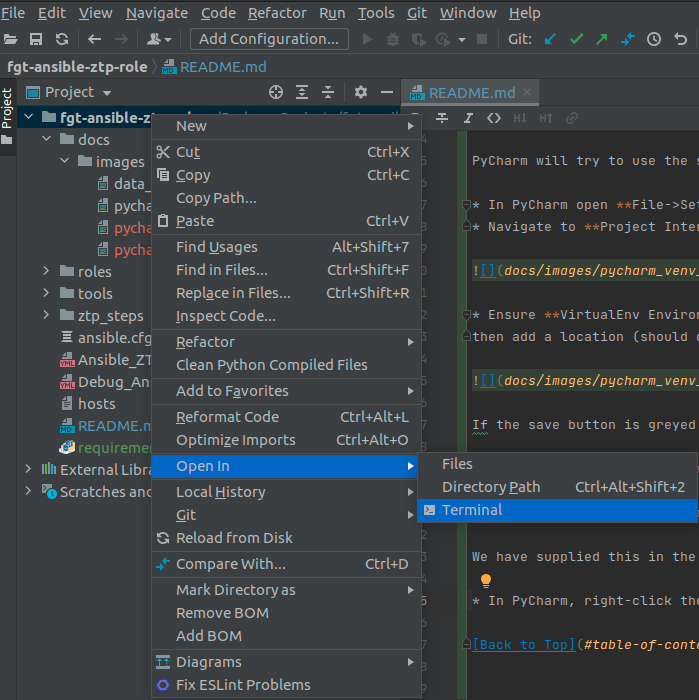 File Edit View Navigate Code Refactor Run Tools Git Window Help
Add Configuration... Git:
fgt-ansible-ztp-role README.md
Project
Project
README.md
fgt-ansible-z
docs
images
data_
pycha
pycha
pycha
roles
tools
ztp_steps
ansible.cfg
Ansible_ZT
Debug_Ans
hosts
README.m
requireme
External Libra
Scratches and
New
Cut Ctrl+X
Copy Ctrl+C
Copy Path...
Paste Ctrl+V
Find Usages Alt+Shift+7
Find in Files... Ctrl+Shift+F
Replace in Files... Ctrl+Shift+R
Inspect Code...
Refactor
Clean Python Compiled Files
Add to Favorites
Reformat Code Ctrl+Alt+L
Optimize Imports Ctrl+Alt+O
Open In
Local History
Git
Reload from Disk
Compare With... Ctrl+D
Mark Directory as
Remove BOM
Add BOM
Diagrams
Fix ESLint Problems
Files
Directory Path Ctrl+Alt+Shift+2
Terminal
PyCharm will try to use the s
* In PyCharm open **File->Set
* Navigate to **Project Inter
![](docs/images/pycharm_venv_
* Ensure **VirtualEnv Environ
then add a location (should d
![](docs/images/pycharm_venv_
If the save button is greyed
We have supplied this in the
* In PyCharm, right-click the
[Back to Top](#table-of-conte